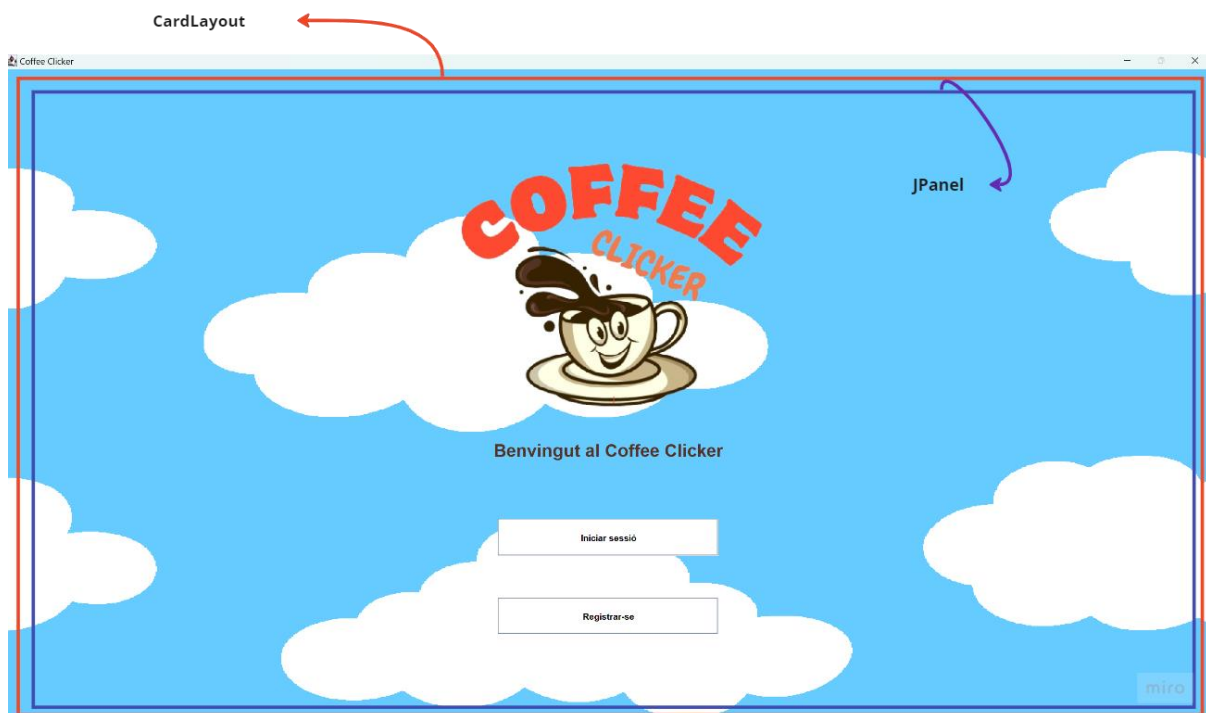 CardLayout
Coffee Clicker
JPanel
COFFEE
CLICKER
Benvingut al Coffee Clicker
Iniciar sessió
Registrar-se
miro